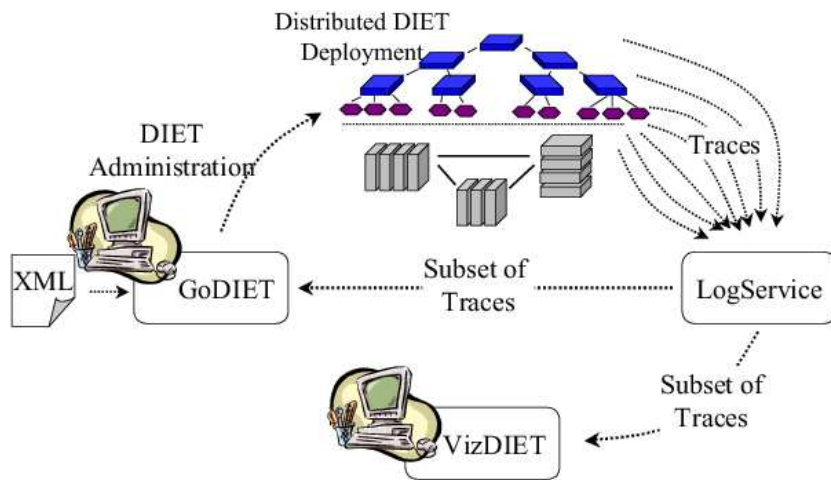 Distributed DIET
Deployment
DIET
Administration
Traces
XML
GoDIET
Subset of
Traces
LogService
Subset of
Traces
VizDIET